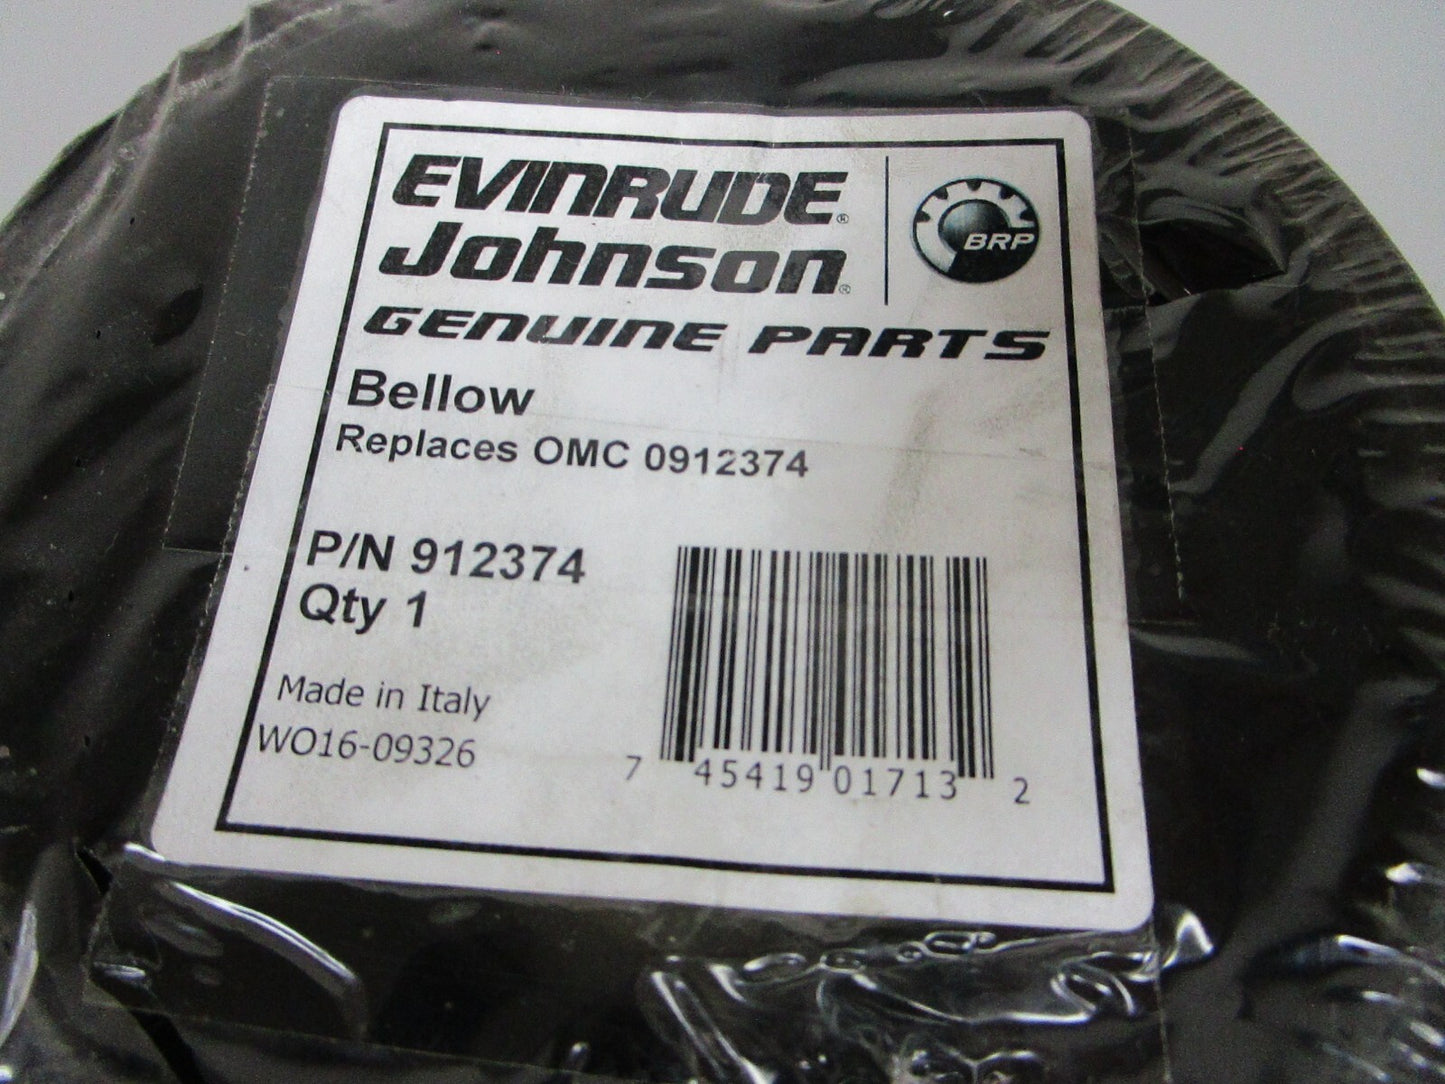 EVINRUDE®
Johnson®
BRP
GENUINE PARTS
Bellow
Replaces OMC 0912374
P/N 912374
Qty 1
Made in Italy
WO16-09326
7 45419 01713 2